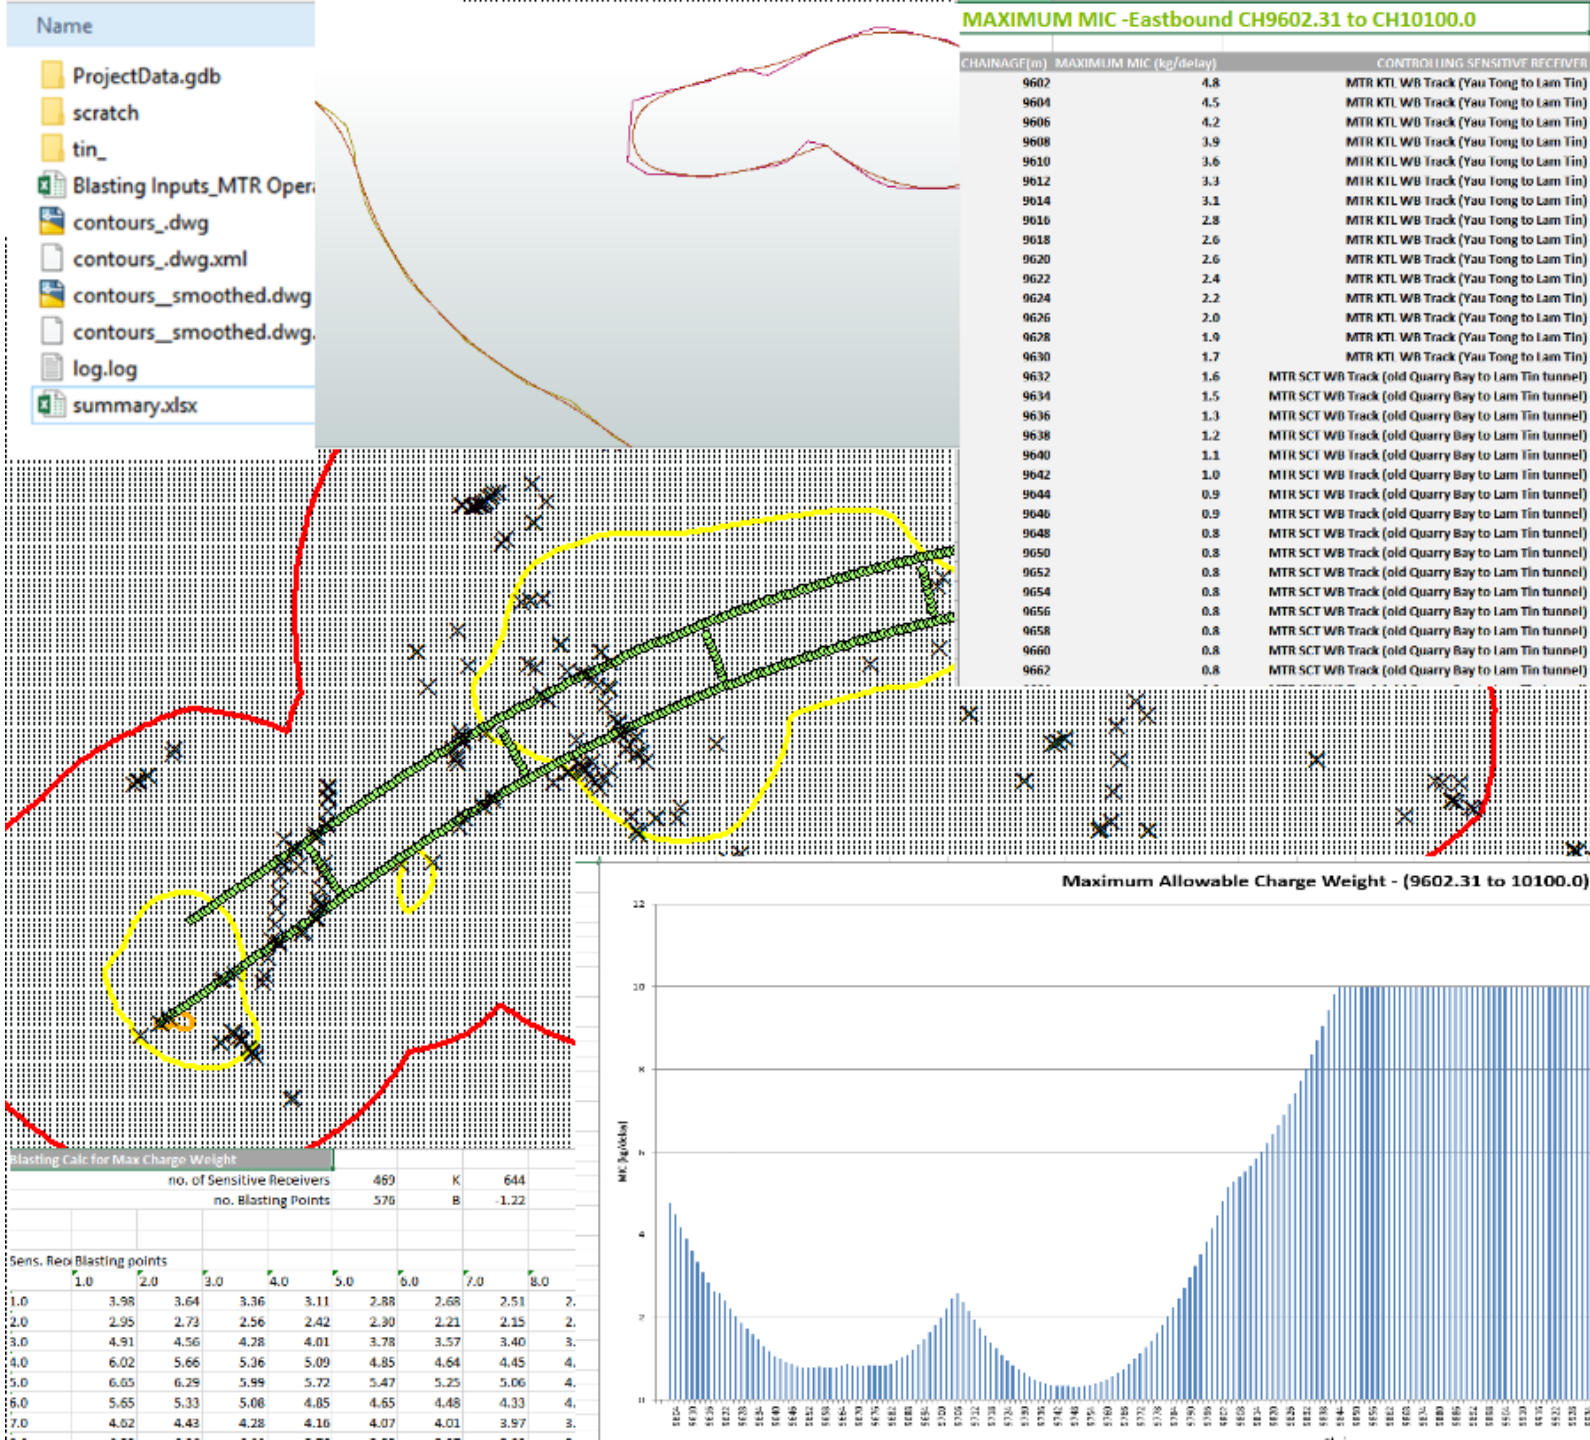 Name
ProjectData.gdb
scratch
tin_
Blasting Inputs_MTR Opera
contours_.dwg
contours_.dwg.xml
contours__smoothed.dwg
contours__smoothed.dwg.
log.log
summary.xlsx
MAXIMUM MIC -Eastbound CH9602.31 to CH10100.0
CHAINAGE(m) MAXIMUM MIC (kg/delay) CONTROLLING SENSITIVE RECEIVER
9602 4.8 MTR KTL WB Track (Yau Tong to Lam Tin)
9604 4.5 MTR KTL WB Track (Yau Tong to Lam Tin)
9606 4.2 MTR KTL WB Track (Yau Tong to Lam Tin)
9608 3.9 MTR KTL WB Track (Yau Tong to Lam Tin)
9610 3.6 MTR KTL WB Track (Yau Tong to Lam Tin)
9612 3.3 MTR KTL WB Track (Yau Tong to Lam Tin)
9614 3.1 MTR KTL WB Track (Yau Tong to Lam Tin)
9616 2.8 MTR KTL WB Track (Yau Tong to Lam Tin)
9618 2.6 MTR KTL WB Track (Yau Tong to Lam Tin)
9620 2.6 MTR KTL WB Track (Yau Tong to Lam Tin)
9622 2.4 MTR KTL WB Track (Yau Tong to Lam Tin)
9624 2.2 MTR KTL WB Track (Yau Tong to Lam Tin)
9626 2.0 MTR KTL WB Track (Yau Tong to Lam Tin)
9628 1.9 MTR KTL WB Track (Yau Tong to Lam Tin)
9630 1.7 MTR KTL WB Track (Yau Tong to Lam Tin)
9632 1.6 MTR SCT WB Track (old Quarry Bay to Lam Tin tunnel)
9634 1.5 MTR SCT WB Track (old Quarry Bay to Lam Tin tunnel)
9636 1.3 MTR SCT WB Track (old Quarry Bay to Lam Tin tunnel)
9638 1.2 MTR SCT WB Track (old Quarry Bay to Lam Tin tunnel)
9640 1.1 MTR SCT WB Track (old Quarry Bay to Lam Tin tunnel)
9642 1.0 MTR SCT WB Track (old Quarry Bay to Lam Tin tunnel)
9644 0.9 MTR SCT WB Track (old Quarry Bay to Lam Tin tunnel)
9646 0.9 MTR SCT WB Track (old Quarry Bay to Lam Tin tunnel)
9648 0.8 MTR SCT WB Track (old Quarry Bay to Lam Tin tunnel)
9650 0.8 MTR SCT WB Track (old Quarry Bay to Lam Tin tunnel)
9652 0.8 MTR SCT WB Track (old Quarry Bay to Lam Tin tunnel)
9654 0.8 MTR SCT WB Track (old Quarry Bay to Lam Tin tunnel)
9656 0.8 MTR SCT WB Track (old Quarry Bay to Lam Tin tunnel)
9658 0.8 MTR SCT WB Track (old Quarry Bay to Lam Tin tunnel)
9660 0.8 MTR SCT WB Track (old Quarry Bay to Lam Tin tunnel)
9662 0.8 MTR SCT WB Track (old Quarry Bay to Lam Tin tunnel)
Blasting Calc for Max Charge Weight
no. of Sensitive Receivers 469 K 644
no. Blasting Points 576 B -1.22
Sens. Rec Blasting points
1.0 2.0 3.0 4.0 5.0 6.0 7.0 8.0
1.0 3.98 3.64 3.36 3.11 2.88 2.68 2.51 2.
2.0 2.95 2.73 2.56 2.42 2.30 2.21 2.15 2.
3.0 4.91 4.56 4.28 4.01 3.78 3.57 3.40 3.
4.0 6.02 5.66 5.36 5.09 4.85 4.64 4.45 4.
5.0 6.65 6.29 5.99 5.72 5.47 5.25 5.06 4.
6.0 5.65 5.33 5.08 4.85 4.65 4.48 4.33 4.
7.0 4.62 4.43 4.28 4.16 4.07 4.01 3.97 3.
Maximum Allowable Charge Weight - (9602.31 to 10100.0)
MIC (kg/delay)
12
10
8
6
4
2
0